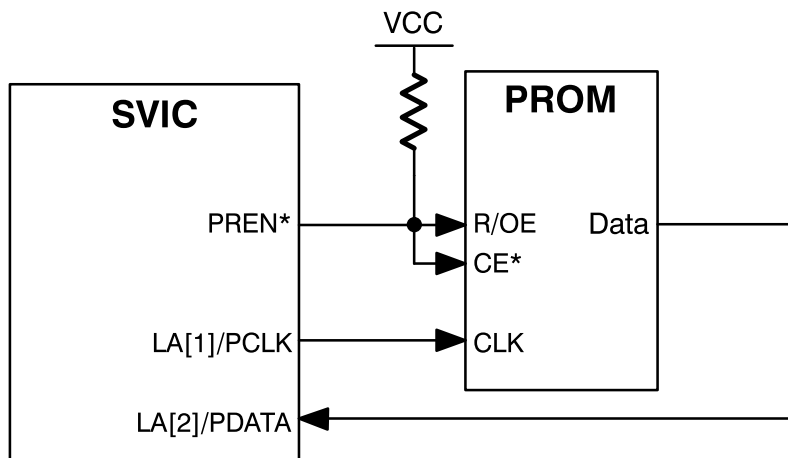 VCC
SVIC
PROM
PREN*
R/OE
Data
CE*
LA[1]/PCLK
CLK
LA[2]/PDATA